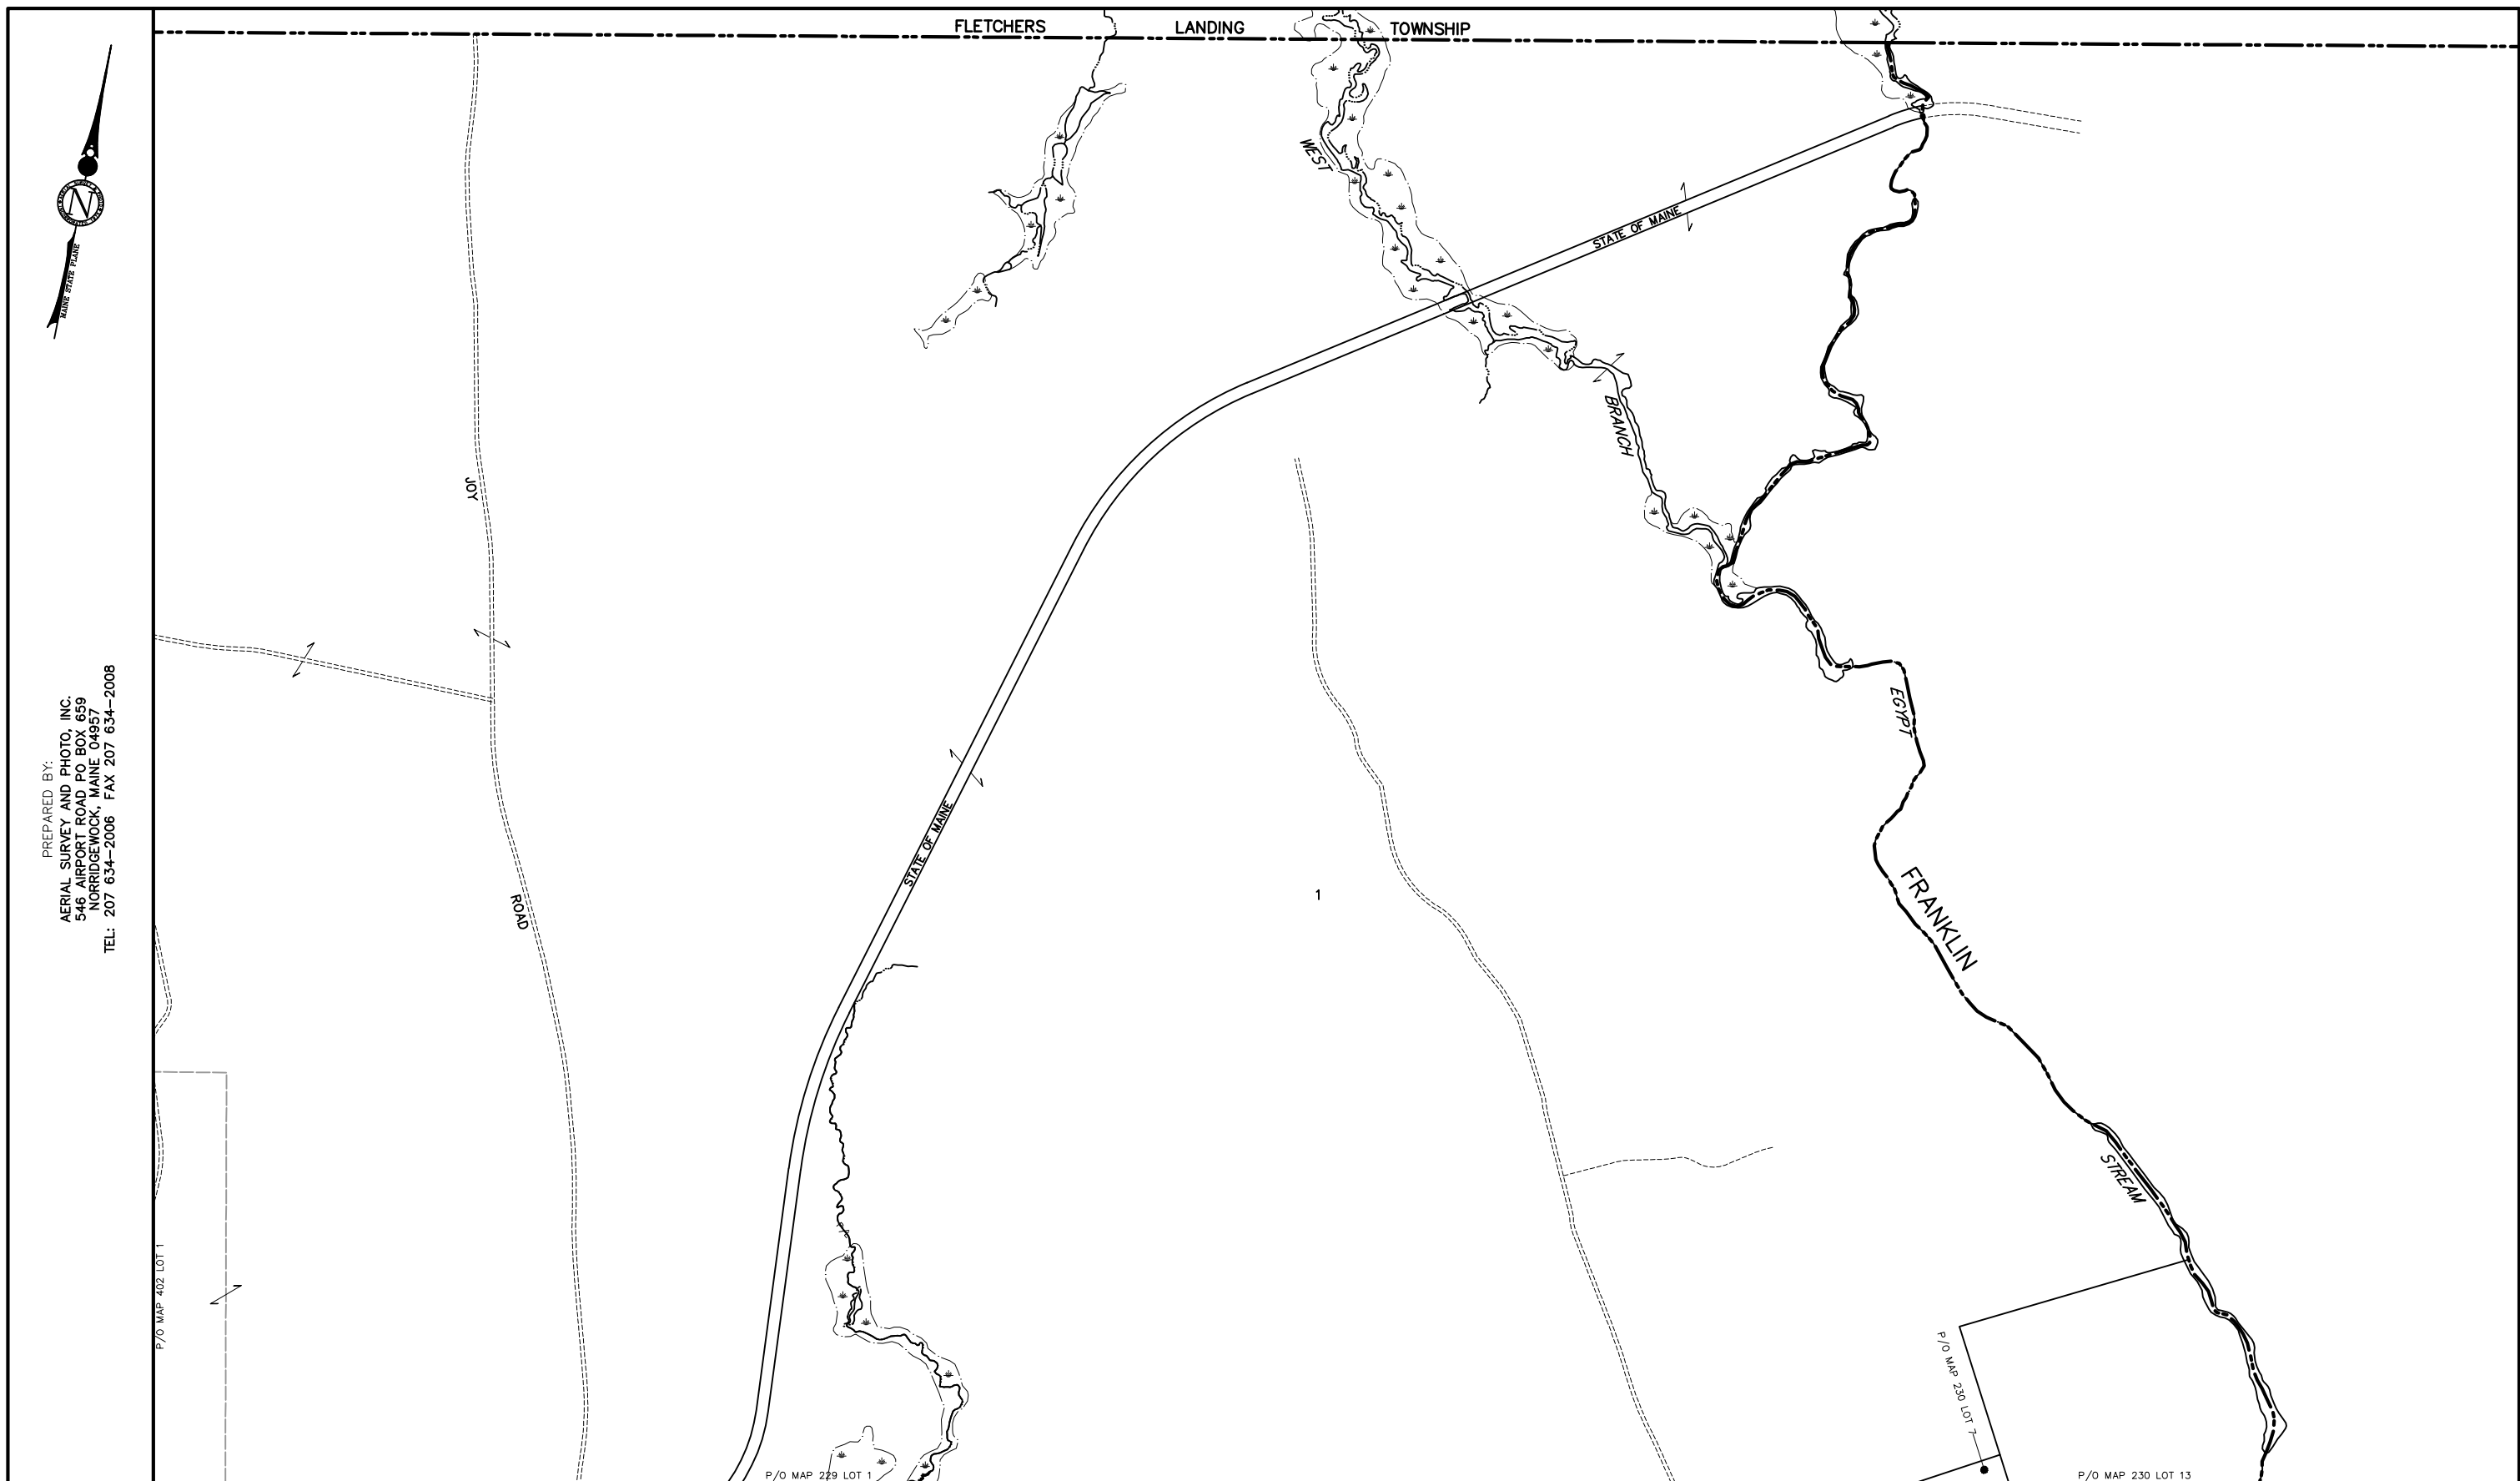 FLETCHERS LANDING TOWNSHIP
N
MAINE STATE PLANE
WEST
BRANCH
EGYPT
STREAM
STATE OF MAINE
JOY
ROAD
STATE OF MAINE
1
FRANKLIN
PREPARED BY:
AERIAL SURVEY AND PHOTO, INC.
546 AIRPORT ROAD PO BOX 659
NORRIDGEWOCK, MAINE 04957
TEL: 207 634-2006 FAX 207 634-2008
P/O MAP 402 LOT 1
P/O MAP 229 LOT 1
P/O MAP 230 LOT 7
P/O MAP 230 LOT 13